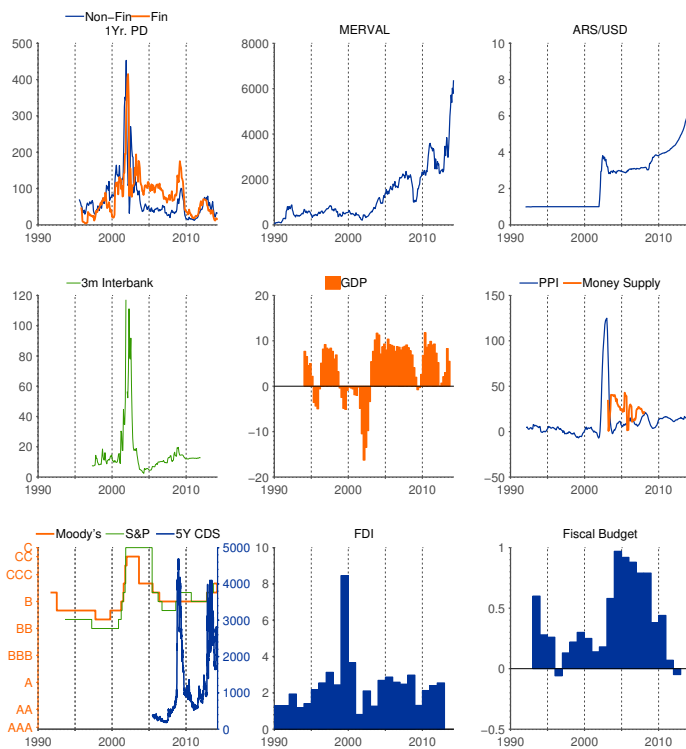 Non−Fin Fin
1Yr. PD
500
400
300
200
100
0
1990 2000 2010
MERVAL
8000
6000
4000
2000
0
1990 2000 2010
ARS/USD
10
8
6
4
2
0
1990 2000 2010
3m Interbank
120
100
80
60
40
20
0
1990 2000 2010
GDP
20
10
0
−10
−20
1990 2000 2010
PPI Money Supply
150
100
50
0
−50
1990 2000 2010
Moody's S&P 5Y CDS
C
CC
CCC
B
BB
BBB
A
AA
AAA
5000
4000
3000
2000
1000
0
1990 2000 2010
FDI
10
8
6
4
2
0
1990 2000 2010
Fiscal Budget
1
0.5
0
−0.5
1990 2000 2010